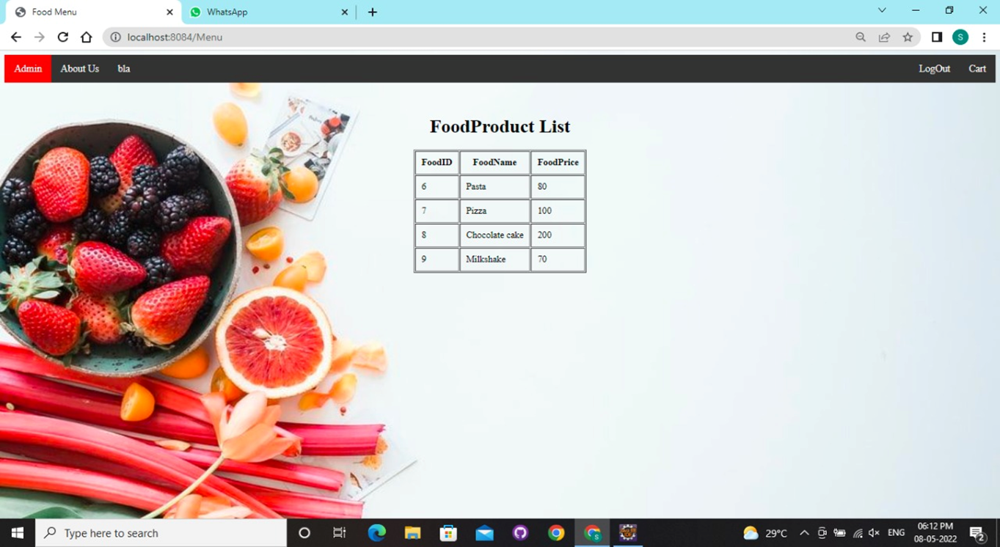 Food Menu
WhatsApp
localhost:8084/Menu
S
Admin About Us bla LogOut Cart
FoodProduct List
FoodID FoodName FoodPrice
6 Pasta 80
7 Pizza 100
8 Chocolate cake 200
9 Milkshake 70
Type here to search
29°C
ENG
06:12 PM
08-05-2022
2